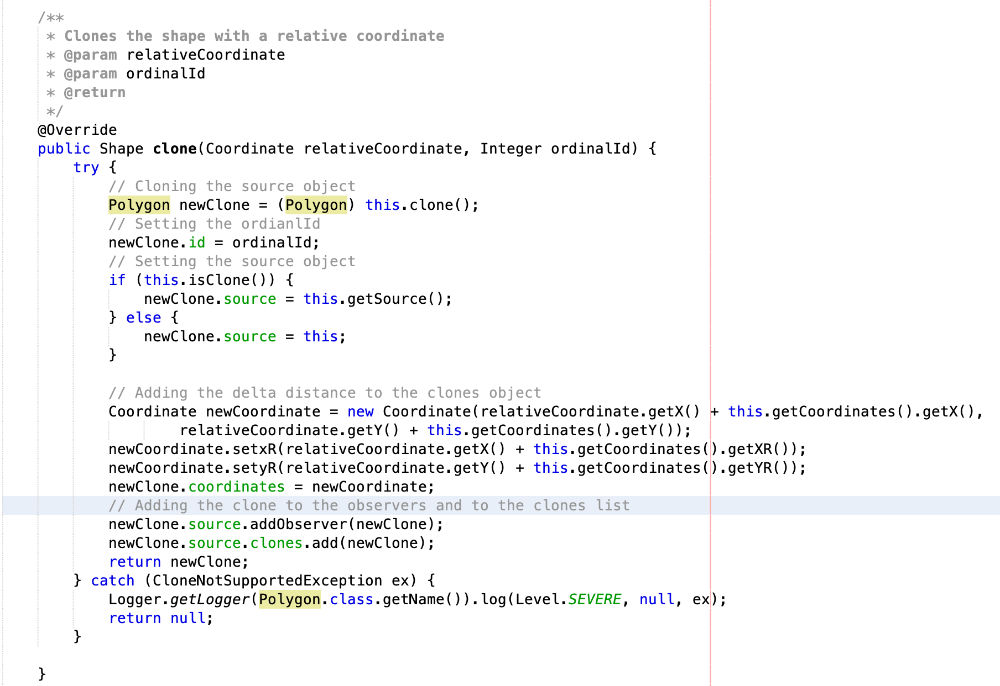 /**
 * Clones the shape with a relative coordinate
 * @param relativeCoordinate
 * @param ordinalId
 * @return
 */
@Override
public Shape clone(Coordinate relativeCoordinate, Integer ordinalId) {
    try {
        // Cloning the source object
        Polygon newClone = (Polygon) this.clone();
        // Setting the ordianlId
        newClone.id = ordinalId;
        // Setting the source object
        if (this.isClone()) {
            newClone.source = this.getSource();
        } else {
            newClone.source = this;
        }

        // Adding the delta distance to the clones object
        Coordinate newCoordinate = new Coordinate(relativeCoordinate.getX() + this.getCoordinates().getX(),
                relativeCoordinate.getY() + this.getCoordinates().getY());
        newCoordinate.setxR(relativeCoordinate.getX() + this.getCoordinates().getXR());
        newCoordinate.setyR(relativeCoordinate.getY() + this.getCoordinates().getYR());
        newClone.coordinates = newCoordinate;
        // Adding the clone to the observers and to the clones list
        newClone.source.addObserver(newClone);
        newClone.source.clones.add(newClone);
        return newClone;
    } catch (CloneNotSupportedException ex) {
        Logger.getLogger(Polygon.class.getName()).log(Level.SEVERE, null, ex);
        return null;
    }

}